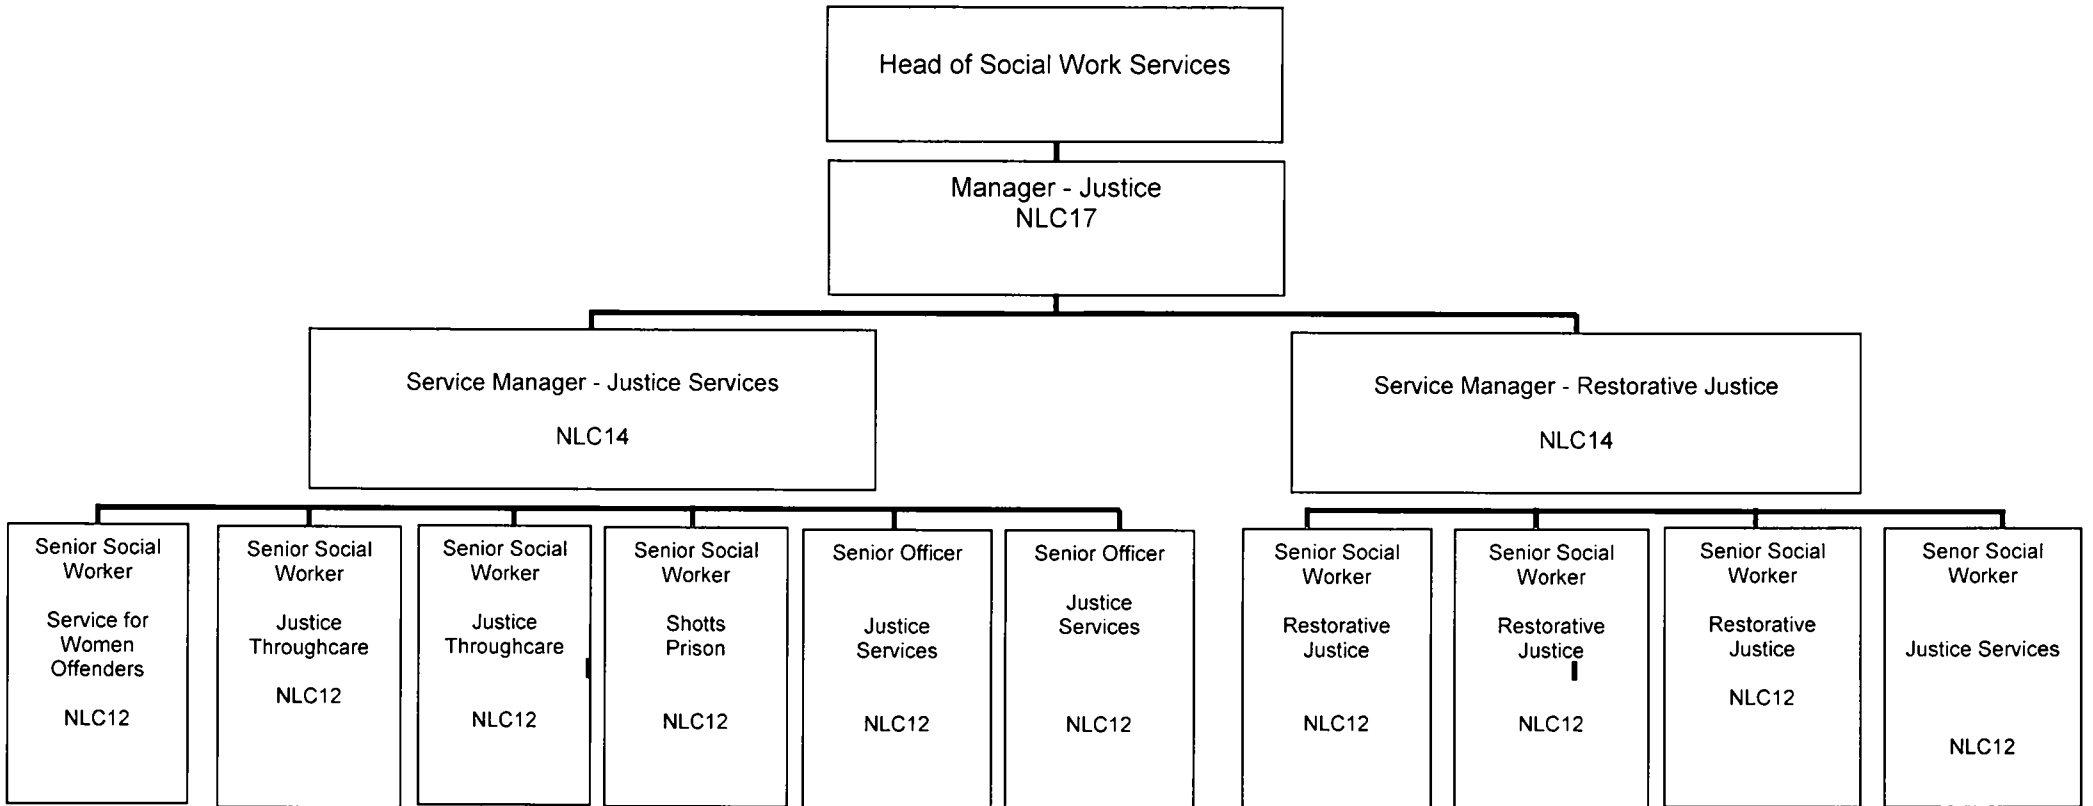 Head of Social Work Services
Manager - Justice
NLC17
Service Manager - Justice Services
NLC14
Service Manager - Restorative Justice
NLC14
Senior Social
Worker
Service for
Women
Offenders
NLC12
Senior Social
Worker
Justice
Throughcare
NLC12
Senior Social
Worker
Justice
Throughcare
NLC12
Senior Social
Worker
Shotts
Prison
NLC12
Senior Officer
Justice
Services
NLC12
Senior Officer
Justice
Services
NLC12
Senior Social
Worker
Restorative
Justice
NLC12
Senior Social
Worker
Restorative
Justice
NLC12
Senior Social
Worker
Restorative
Justice
NLC12
Senor Social
Worker
Justice Services
NLC12